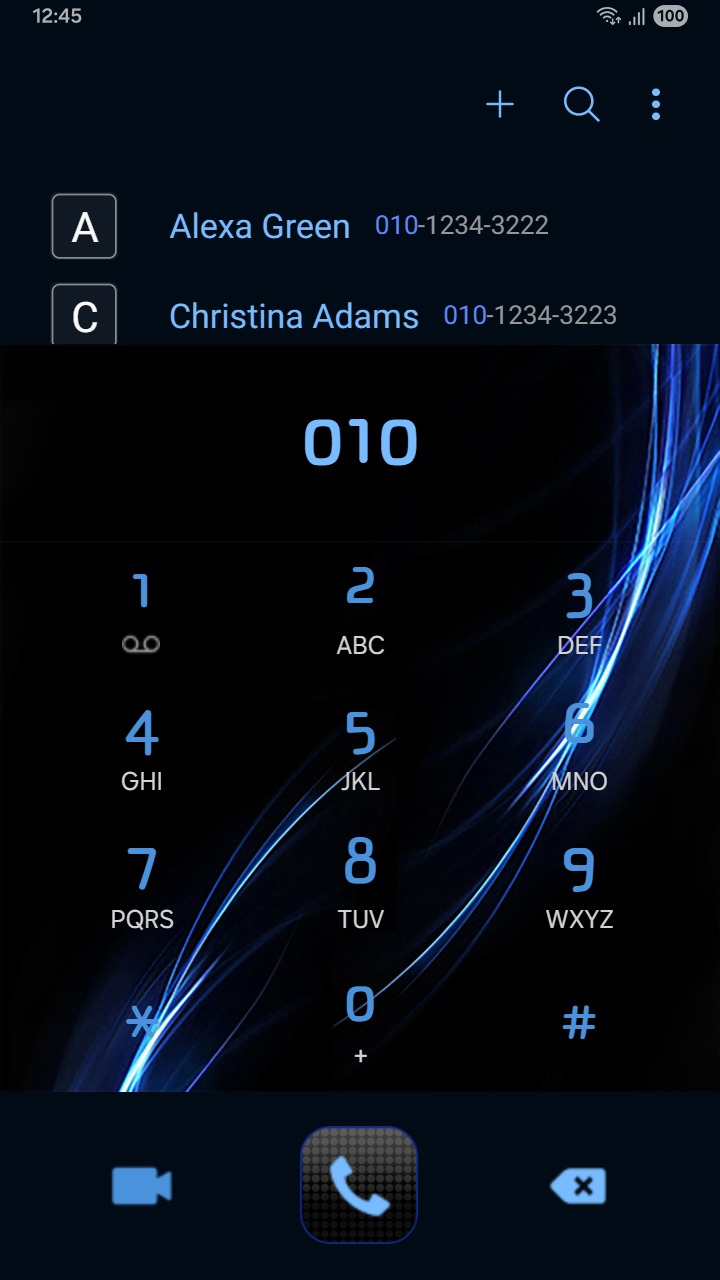 12:45 100
A Alexa Green 010-1234-3222
C Christina Adams 010-1234-3223
010
1 2 3
ABC DEF
4 5 6
GHI JKL MNO
7 8 9
PQRS TUV WXYZ
* 0 #
+